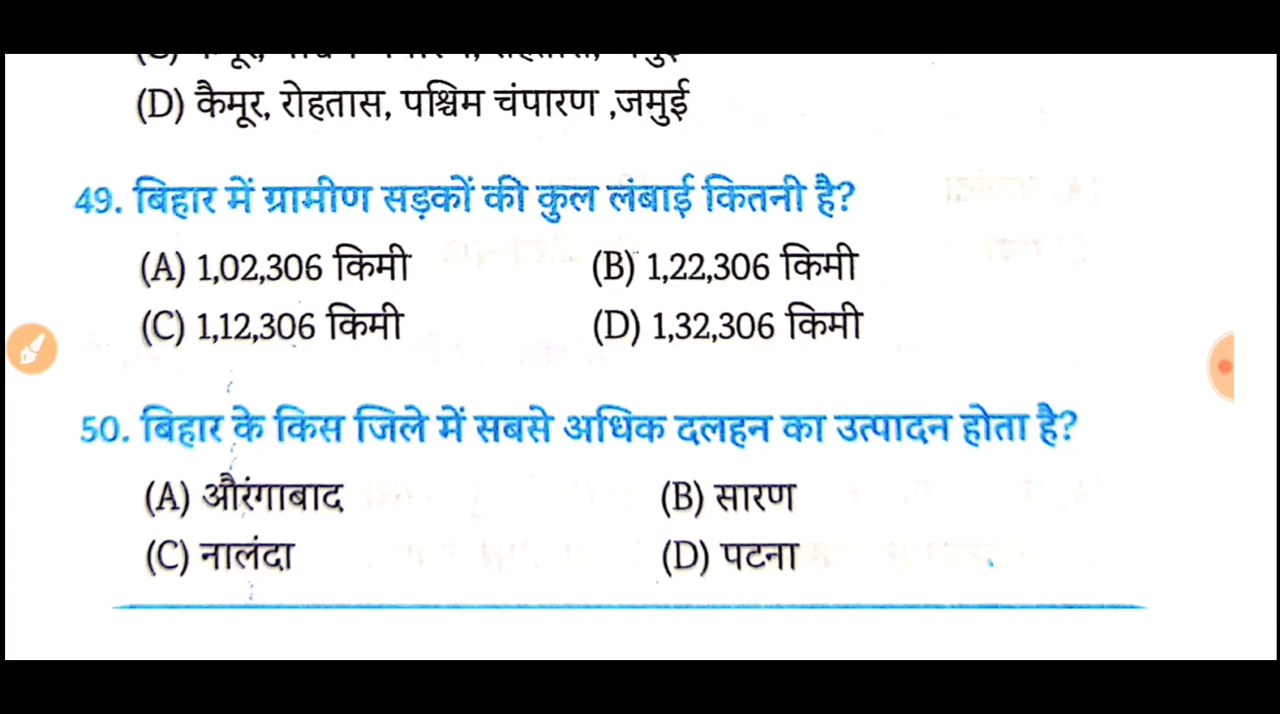 (D) कैमूर, रोहतास, पश्चिम चंपारण ,जमुई
49. बिहार में ग्रामीण सड़कों की कुल लंबाई कितनी है?
(A) 1,02,306 किमी (B) 1,22,306 किमी
(C) 1,12,306 किमी (D) 1,32,306 किमी
50. बिहार के किस जिले में सबसे अधिक दलहन का उत्पादन होता है?
(A) औरंगाबाद (B) सारण
(C) नालंदा (D) पटना